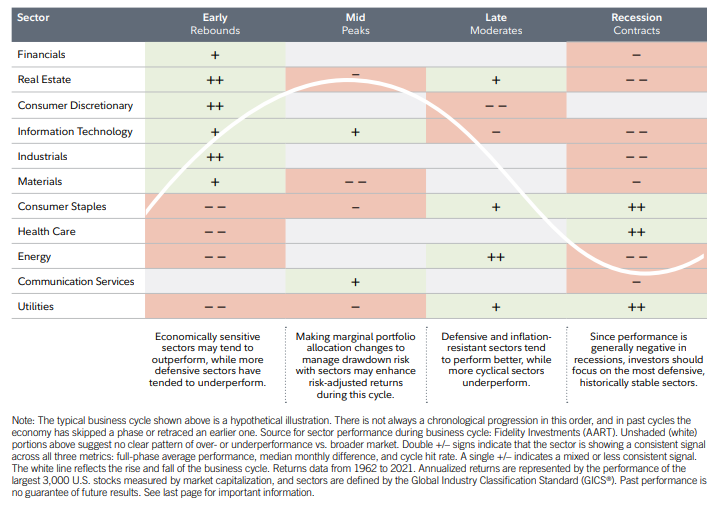 Sector Early Mid Late Recession
Rebounds Peaks Moderates Contracts
Financials + –
Real Estate ++ – + – –
Consumer Discretionary ++ – –
Information Technology + + – – –
Industrials ++ – –
Materials + – – –
Consumer Staples – – – + ++
Health Care – – ++
Energy – – ++ – –
Communication Services + –
Utilities – – – + ++
Economically sensitive
sectors may tend to
outperform, while more
defensive sectors have
tended to underperform.
Making marginal portfolio
allocation changes to
manage drawdown risk
with sectors may enhance
risk-adjusted returns
during this cycle.
Defensive and inflation-
resistant sectors tend
to perform better, while
more cyclical sectors
underperform.
Since performance is
generally negative in
recessions, investors should
focus on the most defensive,
historically stable sectors.
Note: The typical business cycle shown above is a hypothetical illustration. There is not always a chronological progression in this order, and in past cycles the
economy has skipped a phase or retraced an earlier one. Source for sector performance during business cycle: Fidelity Investments (AART). Unshaded (white)
portions above suggest no clear pattern of over- or underperformance vs. broader market. Double +/– signs indicate that the sector is showing a consistent signal
across all three metrics: full-phase average performance, median monthly difference, and cycle hit rate. A single +/– indicates a mixed or less consistent signal.
The white line reflects the rise and fall of the business cycle. Returns data from 1962 to 2021. Annualized returns are represented by the performance of the
largest 3,000 U.S. stocks measured by market capitalization, and sectors are defined by the Global Industry Classification Standard (GICS®). Past performance is
no guarantee of future results. See last page for important information.